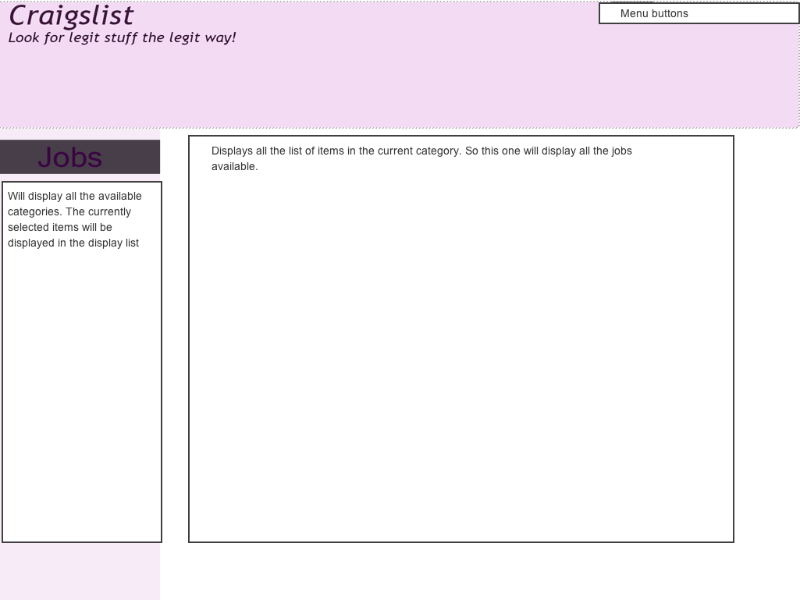 Craigslist
Look for legit stuff the legit way!
Menu buttons
Jobs
Will display all the available
categories. The currently
selected items will be
displayed in the display list
Displays all the list of items in the current category. So this one will display all the jobs
available.